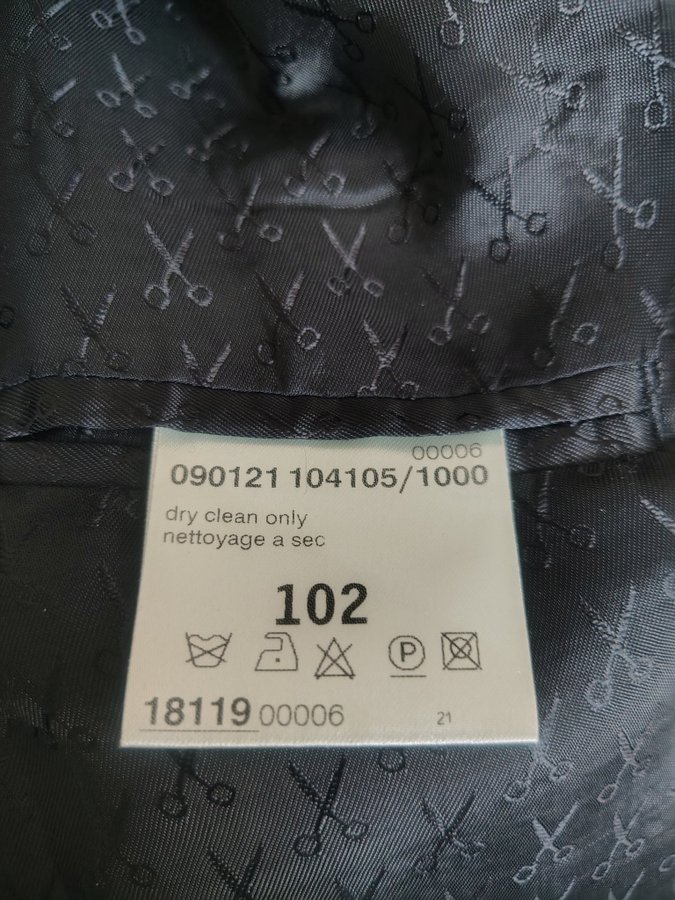 00006
090121 104105/1000
dry clean only
nettoyage a sec
102
P
18119 00006 21